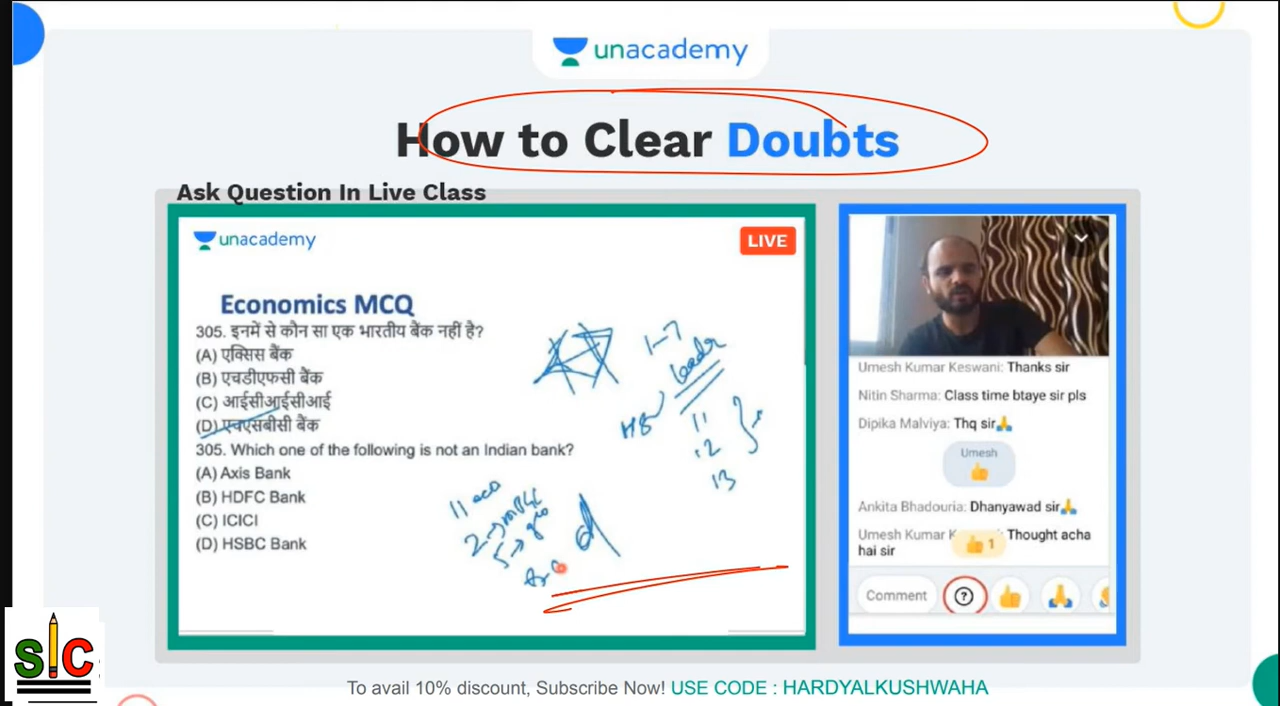 unacademy
How to Clear Doubts
Ask Question In Live Class
unacademy
LIVE
Economics MCQ
305. इनमें से कौन सा एक भारतीय बैंक नहीं है?
(A) एक्सिस बैंक
(B) एचडीएफसी बैंक
(C) आईसीआईसीआई
(D) एचएसबीसी बैंक
305. Which one of the following is not an Indian bank?
(A) Axis Bank
(B) HDFC Bank
(C) ICICI
(D) HSBC Bank
1-7
11
12
13
11 eco
d
Umesh Kumar Keswani: Thanks sir
Nitin Sharma: Class time btaye sir pls
Dipika Malviya: Thq sir🙏
Umesh
👍
Ankita Bhadouria: Dhanyawad sir🙏
Umesh Kumar K 👍 1 Thought acha
hai sir
Comment
?
SIC
To avail 10% discount, Subscribe Now! USE CODE : HARDYALKUSHWAHA